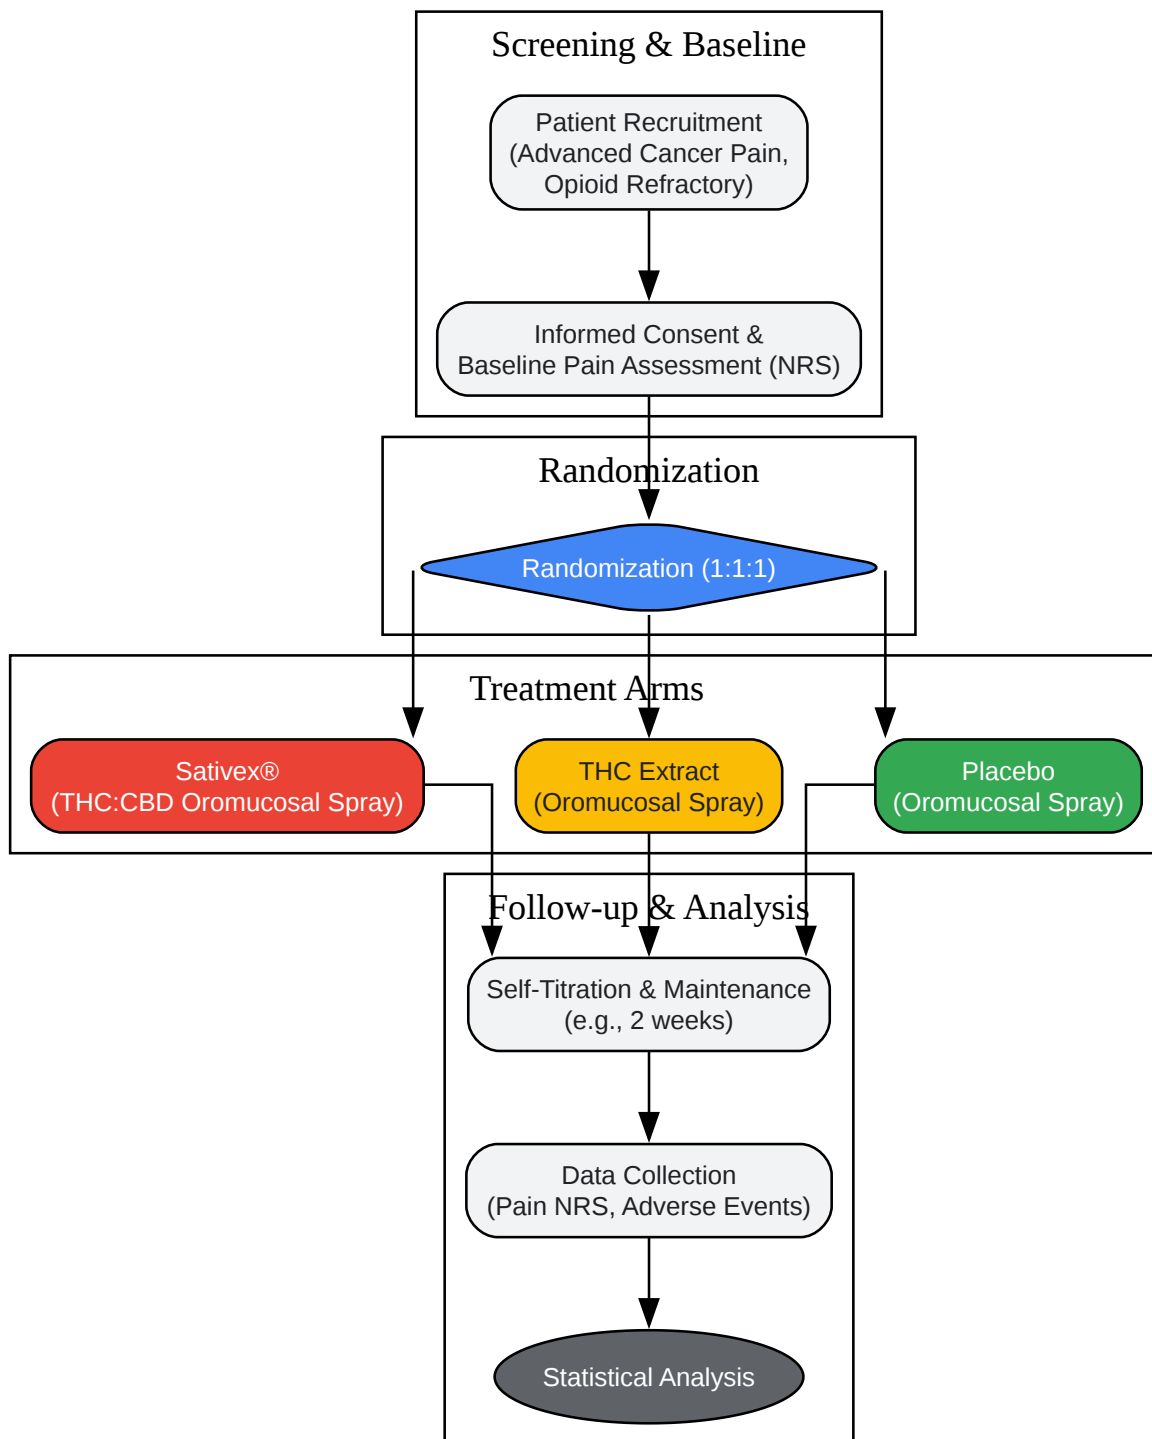 Screening & Baseline
Patient Recruitment
(Advanced Cancer Pain,
Opioid Refractory)
Informed Consent &
Baseline Pain Assessment (NRS)
Randomization
Randomization (1:1:1)
Treatment Arms
Sativex®
(THC:CBD Oromucosal Spray)
THC Extract
(Oromucosal Spray)
Placebo
(Oromucosal Spray)
Follow-up & Analysis
Self-Titration & Maintenance
(e.g., 2 weeks)
Data Collection
(Pain NRS, Adverse Events)
Statistical Analysis